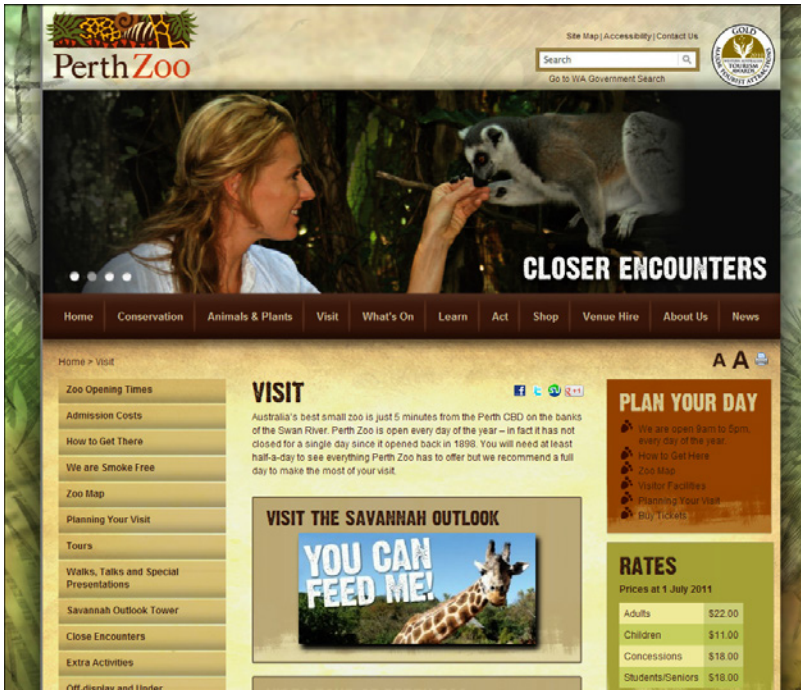 Perth Zoo
Site Map | Accessibility | Contact Us
Search
Go to WA Government Search
GOLD
TOURISM
AWARDS
MAJOR TOURIST ATTRACTIONS
CLOSER ENCOUNTERS
Home
Conservation
Animals & Plants
Visit
What's On
Learn
Act
Shop
Venue Hire
About Us
News
Home > Visit
A A
Zoo Opening Times
Admission Costs
How to Get There
We are Smoke Free
Zoo Map
Planning Your Visit
Tours
Walks, Talks and Special
Presentations
Savannah Outlook Tower
Close Encounters
Extra Activities
Off-display and Under
VISIT
Australia's best small zoo is just 5 minutes from the Perth CBD on the banks
of the Swan River. Perth Zoo is open every day of the year – in fact it has not
closed for a single day since it opened back in 1898. You will need at least
half-a-day to see everything Perth Zoo has to offer but we recommend a full
day to make the most of your visit.
VISIT THE SAVANNAH OUTLOOK
YOU CAN
FEED ME!
PLAN YOUR DAY
We are open 9am to 5pm,
every day of the year.
How to Get Here
Zoo Map
Visitor Facilities
Planning Your Visit
Buy Tickets
RATES
Prices at 1 July 2011
Adults $22.00
Children $11.00
Concessions $18.00
Students/Seniors $18.00